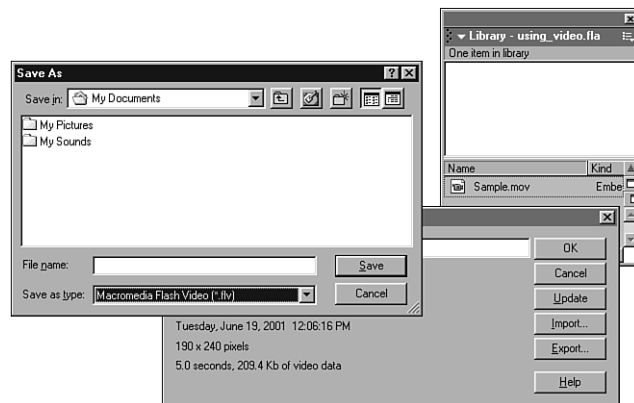 Library - using_video.fla
One item in library
Name Kind
Sample.mov Embe
Save As
Save in: My Documents
My Pictures
My Sounds
File name: Save
Save as type: Macromedia Flash Video (*.flv) Cancel
OK
Cancel
Update
Import...
Export...
Help
Tuesday, June 19, 2001 12:06:16 PM
190 x 240 pixels
5.0 seconds, 209.4 Kb of video data